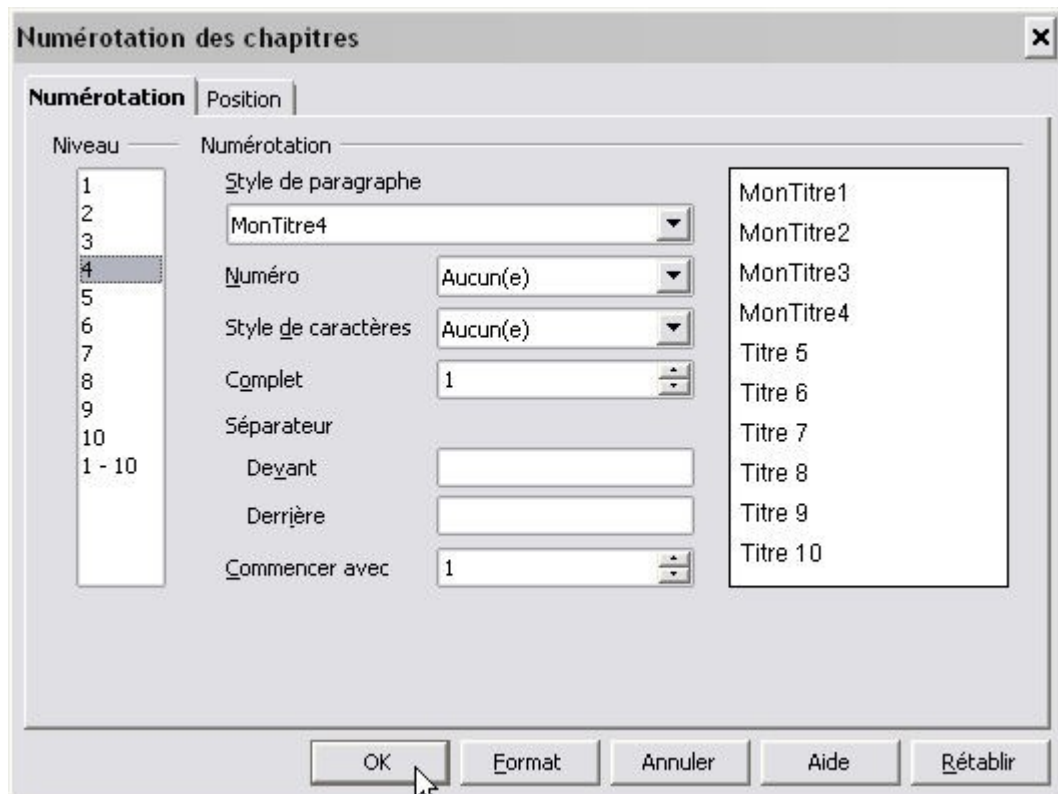 Numérotation des chapitres
Numérotation
Position
Niveau
1
2
3
4
5
6
7
8
9
10
1 - 10
Numérotation
Style de paragraphe
MonTitre4
Numéro
Aucun(e)
Style de caractères
Aucun(e)
Complet
1
Séparateur
Devant
Derrière
Commencer avec
1
MonTitre1
MonTitre2
MonTitre3
MonTitre4
Titre 5
Titre 6
Titre 7
Titre 8
Titre 9
Titre 10
OK
Format
Annuler
Aide
Rétablir